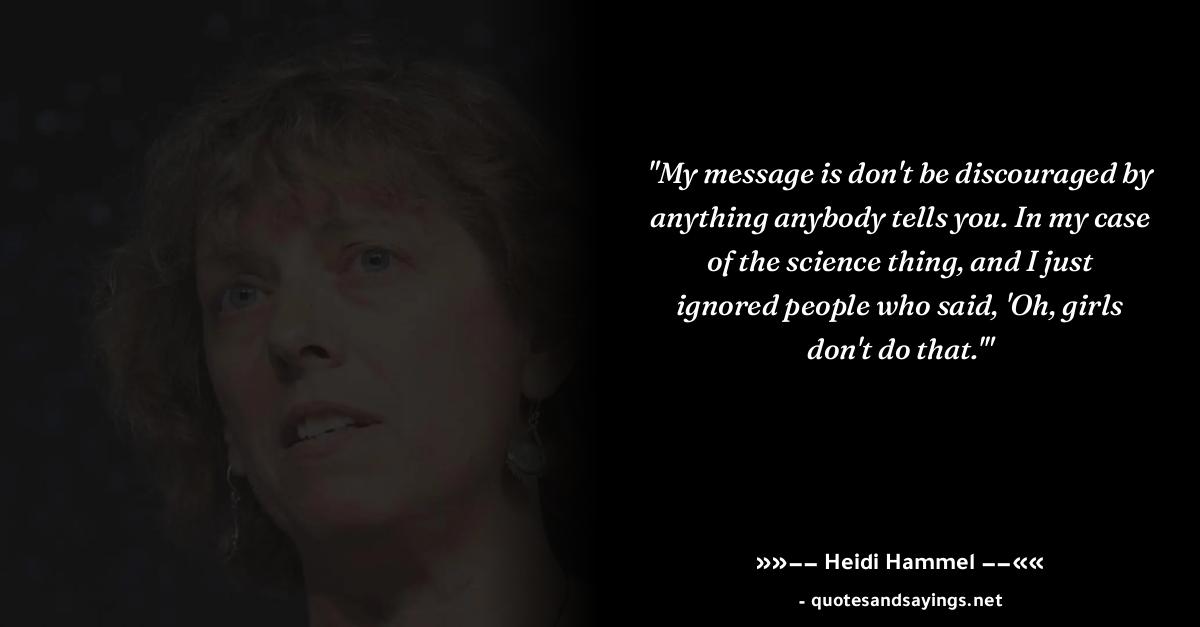 "My message is don't be discouraged by
anything anybody tells you. In my case
of the science thing, and I just
ignored people who said, 'Oh, girls
don't do that.'"
»»−− Heidi Hammel −−««
- quotesandsayings.net